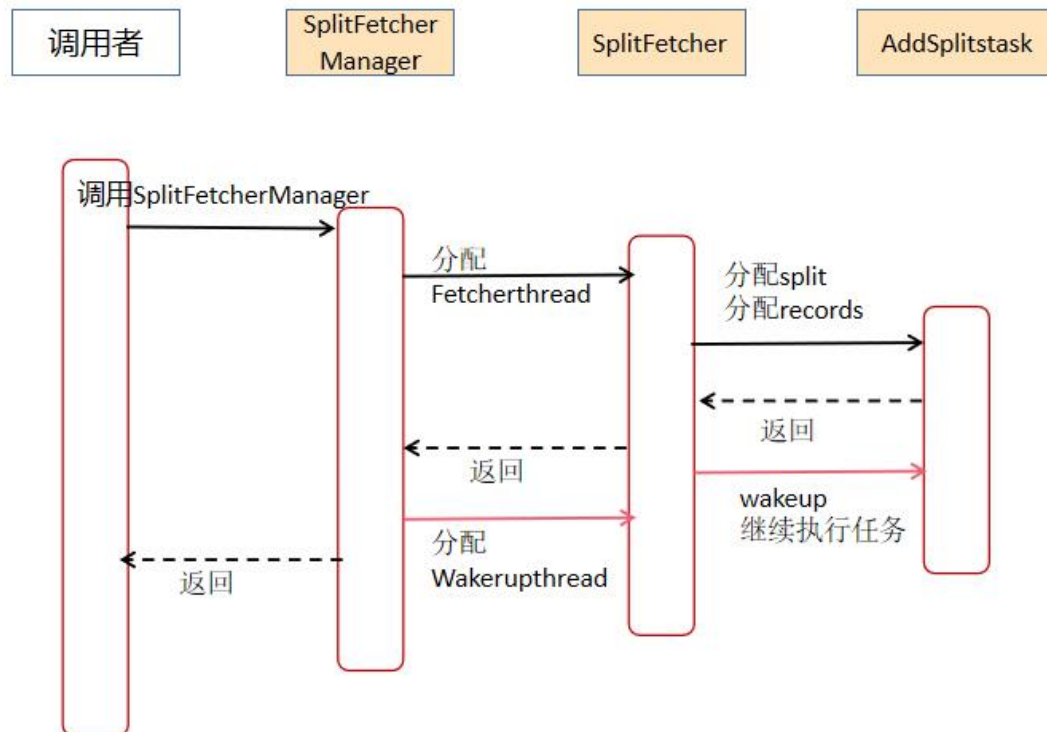 调用者
SplitFetcher
Manager
SplitFetcher
AddSplitstask
调用SplitFetcherManager
分配
Fetcherthread
分配split
分配records
返回
返回
wakeup
继续执行任务
分配
Wakerupthread
返回